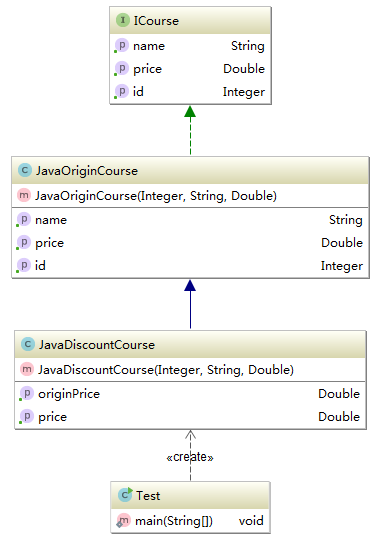 I ICourse
p name String
p price Double
p id Integer
C JavaOriginCourse
m JavaOriginCourse(Integer, String, Double)
p name String
p price Double
p id Integer
C JavaDiscountCourse
m JavaDiscountCourse(Integer, String, Double)
p originPrice Double
p price Double
«create»
C Test
m main(String[]) void